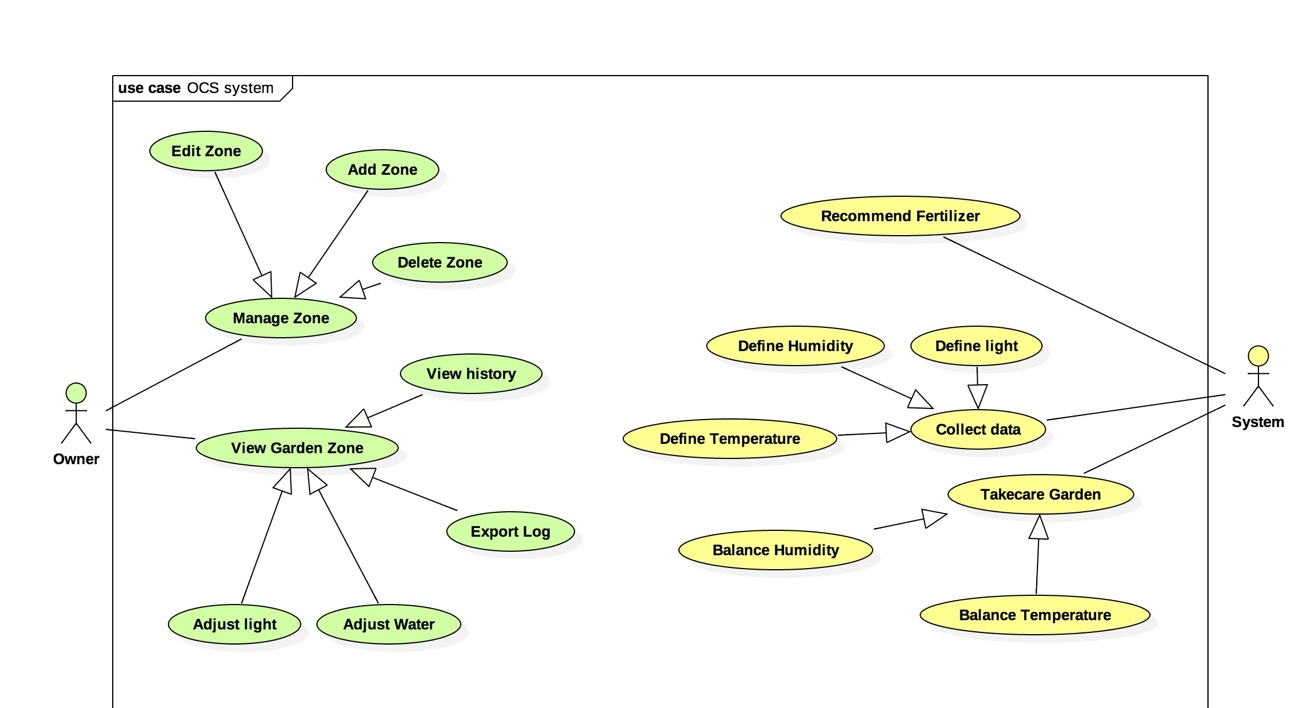 use case OCS system
Edit Zone
Add Zone
Delete Zone
Manage Zone
View history
Owner
View Garden Zone
Export Log
Adjust light
Adjust Water
Recommend Fertilizer
Define Humidity
Define light
Define Temperature
Collect data
System
Takecare Garden
Balance Humidity
Balance Temperature